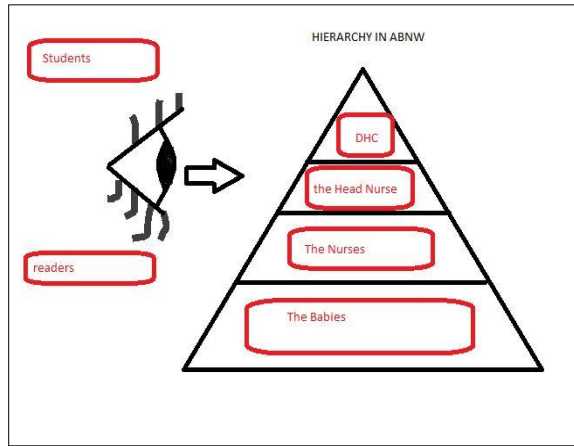 HIERARCHY IN ABNW
Students
DHC
the Head Nurse
The Nurses
readers
The Babies